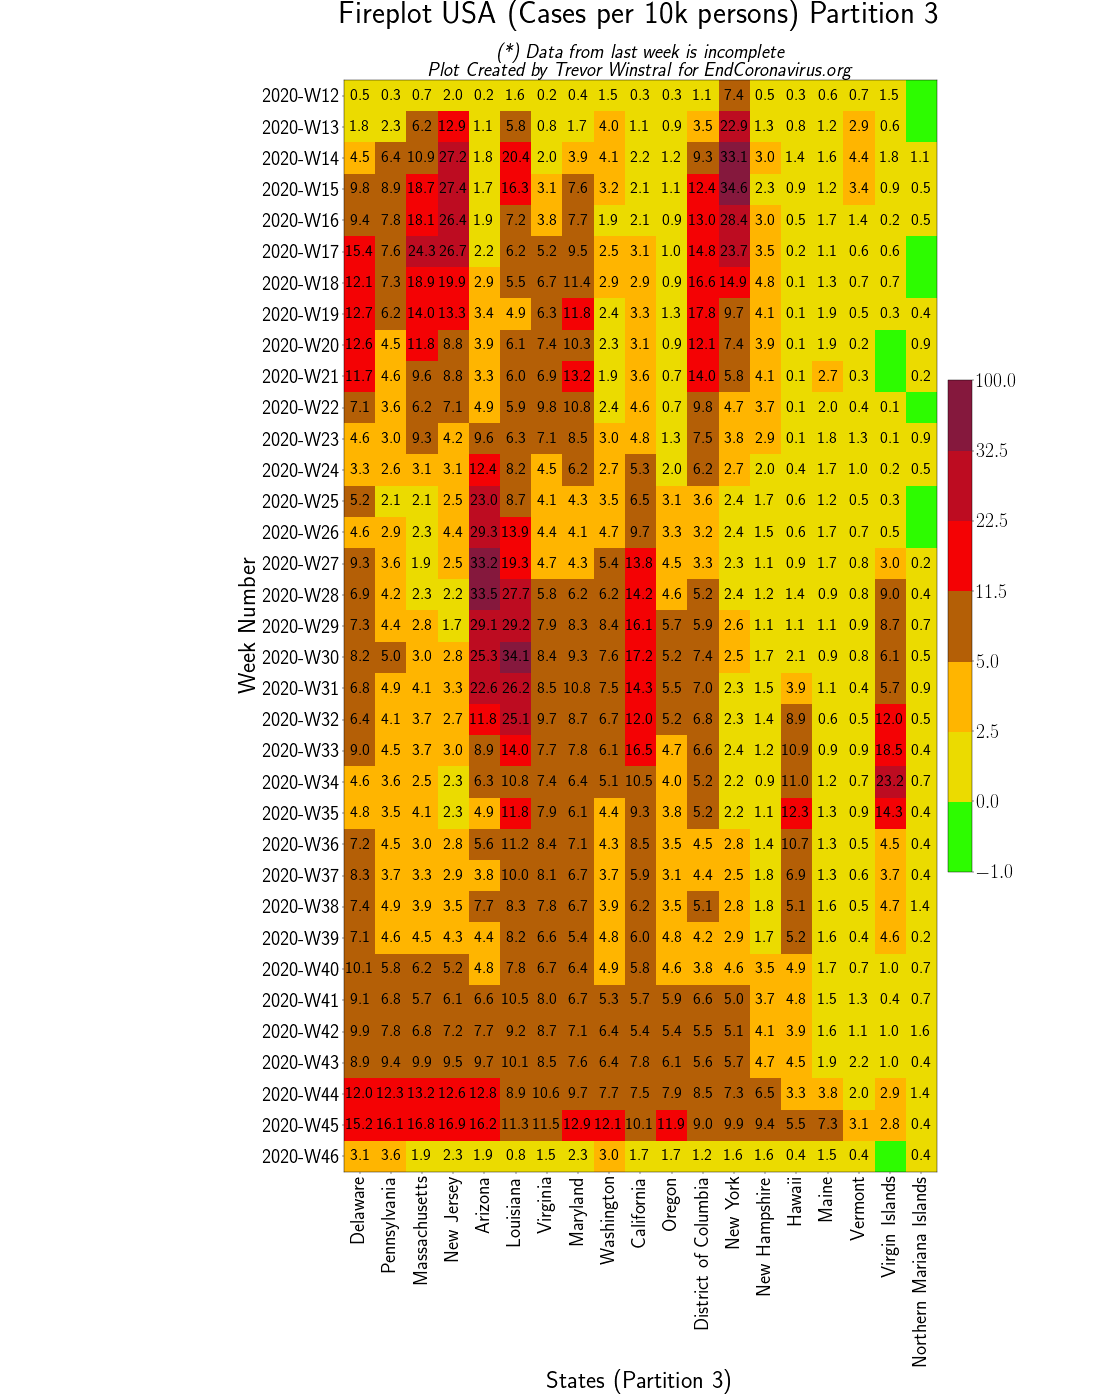 Fireplot USA (Cases per 10k persons) Partition 3
(*) Data from last week is incomplete
Plot Created by Trevor Winstral for EndCoronavirus.org
2020-W12 0.5 0.3 0.7 2.0 0.2 1.6 0.2 0.4 1.5 0.3 0.3 1.1 7.4 0.5 0.3 0.6 0.7 1.5
2020-W13 1.8 2.3 6.2 12.9 1.1 5.8 0.8 1.7 4.0 1.1 0.9 3.5 22.9 1.3 0.8 1.2 2.9 0.6
2020-W14 4.5 6.4 10.9 27.2 1.8 20.4 2.0 3.9 4.1 2.2 1.2 9.3 33.1 3.0 1.4 1.6 4.4 1.8 1.1
2020-W15 9.8 8.9 18.7 27.4 1.7 16.3 3.1 7.6 3.2 2.1 1.1 12.4 34.6 2.3 0.9 1.2 3.4 0.9 0.5
2020-W16 9.4 7.8 18.1 26.4 1.9 7.2 3.8 7.7 1.9 2.1 0.9 13.0 28.4 3.0 0.5 1.7 1.4 0.2 0.5
2020-W17 15.4 7.6 24.3 26.7 2.2 6.2 5.2 9.5 2.5 3.1 1.0 14.8 23.7 3.5 0.2 1.1 0.6 0.6
2020-W18 12.1 7.3 18.9 19.9 2.9 5.5 6.7 11.4 2.9 2.9 0.9 16.6 14.9 4.8 0.1 1.3 0.7 0.7
2020-W19 12.7 6.2 14.0 13.3 3.4 4.9 6.3 11.8 2.4 3.3 1.3 17.8 9.7 4.1 0.1 1.9 0.5 0.3 0.4
2020-W20 12.6 4.5 11.8 8.8 3.9 6.1 7.4 10.3 2.3 3.1 0.9 12.1 7.4 3.9 0.1 1.9 0.2 0.9
2020-W21 11.7 4.6 9.6 8.8 3.3 6.0 6.9 13.2 1.9 3.6 0.7 14.0 5.8 4.1 0.1 2.7 0.3 0.2
2020-W22 7.1 3.6 6.2 7.1 4.9 5.9 9.8 10.8 2.4 4.6 0.7 9.8 4.7 3.7 0.1 2.0 0.4 0.1
2020-W23 4.6 3.0 9.3 4.2 9.6 6.3 7.1 8.5 3.0 4.8 1.3 7.5 3.8 2.9 0.1 1.8 1.3 0.1 0.9
2020-W24 3.3 2.6 3.1 3.1 12.4 8.2 4.5 6.2 2.7 5.3 2.0 6.2 2.7 2.0 0.4 1.7 1.0 0.2 0.5
2020-W25 5.2 2.1 2.1 2.5 23.0 8.7 4.1 4.3 3.5 6.5 3.1 3.6 2.4 1.7 0.6 1.2 0.5 0.3
2020-W26 4.6 2.9 2.3 4.4 29.3 13.9 4.4 4.1 4.7 9.7 3.3 3.2 2.4 1.5 0.6 1.7 0.7 0.5
2020-W27 9.3 3.6 1.9 2.5 33.2 19.3 4.7 4.3 5.4 13.8 4.5 3.3 2.3 1.1 0.9 1.7 0.8 3.0 0.2
2020-W28 6.9 4.2 2.3 2.2 33.5 27.7 5.8 6.2 6.2 14.2 4.6 5.2 2.4 1.2 1.4 0.9 0.8 9.0 0.4
2020-W29 7.3 4.4 2.8 1.7 29.1 29.2 7.9 8.3 8.4 16.1 5.7 5.9 2.6 1.1 1.1 1.1 0.9 8.7 0.7
2020-W30 8.2 5.0 3.0 2.8 25.3 34.1 8.4 9.3 7.6 17.2 5.2 7.4 2.5 1.7 2.1 0.9 0.8 6.1 0.5
2020-W31 6.8 4.9 4.1 3.3 22.6 26.2 8.5 10.8 7.5 14.3 5.5 7.0 2.3 1.5 3.9 1.1 0.4 5.7 0.9
2020-W32 6.4 4.1 3.7 2.7 11.8 25.1 9.7 8.7 6.7 12.0 5.2 6.8 2.3 1.4 8.9 0.6 0.5 12.0 0.5
2020-W33 9.0 4.5 3.7 3.0 8.9 14.0 7.7 7.8 6.1 16.5 4.7 6.6 2.4 1.2 10.9 0.9 0.9 18.5 0.4
2020-W34 4.6 3.6 2.5 2.3 6.3 10.8 7.4 6.4 5.1 10.5 4.0 5.2 2.2 0.9 11.0 1.2 0.7 23.2 0.7
2020-W35 4.8 3.5 4.1 2.3 4.9 11.8 7.9 6.1 4.4 9.3 3.8 5.2 2.2 1.1 12.3 1.3 0.9 14.3 0.4
2020-W36 7.2 4.5 3.0 2.8 5.6 11.2 8.4 7.1 4.3 8.5 3.5 4.5 2.8 1.4 10.7 1.3 0.5 4.5 0.4
2020-W37 8.3 3.7 3.3 2.9 3.8 10.0 8.1 6.7 3.7 5.9 3.1 4.4 2.5 1.8 6.9 1.3 0.6 3.7 0.4
2020-W38 7.4 4.9 3.9 3.5 7.7 8.3 7.8 6.7 3.9 6.2 3.5 5.1 2.8 1.8 5.1 1.6 0.5 4.7 1.4
2020-W39 7.1 4.6 4.5 4.3 4.4 8.2 6.6 5.4 4.8 6.0 4.8 4.2 2.9 1.7 5.2 1.6 0.4 4.6 0.2
2020-W40 10.1 5.8 6.2 5.2 4.8 7.8 6.7 6.4 4.9 5.8 4.6 3.8 4.6 3.5 4.9 1.7 0.7 1.0 0.7
2020-W41 9.1 6.8 5.7 6.1 6.6 10.5 8.0 6.7 5.3 5.7 5.9 6.6 5.0 3.7 4.8 1.5 1.3 0.4 0.7
2020-W42 9.9 7.8 6.8 7.2 7.7 9.2 8.7 7.1 6.4 5.4 5.4 5.5 5.1 4.1 3.9 1.6 1.1 1.0 1.6
2020-W43 8.9 9.4 9.9 9.5 9.7 10.1 8.5 7.6 6.4 7.8 6.1 5.6 5.7 4.7 4.5 1.9 2.2 1.0 0.4
2020-W44 12.0 12.3 13.2 12.6 12.8 8.9 10.6 9.7 7.7 7.5 7.9 8.5 7.3 6.5 3.3 3.8 2.0 2.9 1.4
2020-W45 15.2 16.1 16.8 16.9 16.2 11.3 11.5 12.9 12.1 10.1 11.9 9.0 9.9 9.4 5.5 7.3 3.1 2.8 0.4
2020-W46 3.1 3.6 1.9 2.3 1.9 0.8 1.5 2.3 3.0 1.7 1.7 1.2 1.6 1.6 0.4 1.5 0.4 0.4
Week Number
Delaware
Pennsylvania
Massachusetts
New Jersey
Arizona
Louisiana
Virginia
Maryland
Washington
California
Oregon
District of Columbia
New York
New Hampshire
Hawaii
Maine
Vermont
Virgin Islands
Northern Mariana Islands
States (Partition 3)
100.0
32.5
22.5
11.5
5.0
2.5
0.0
−1.0